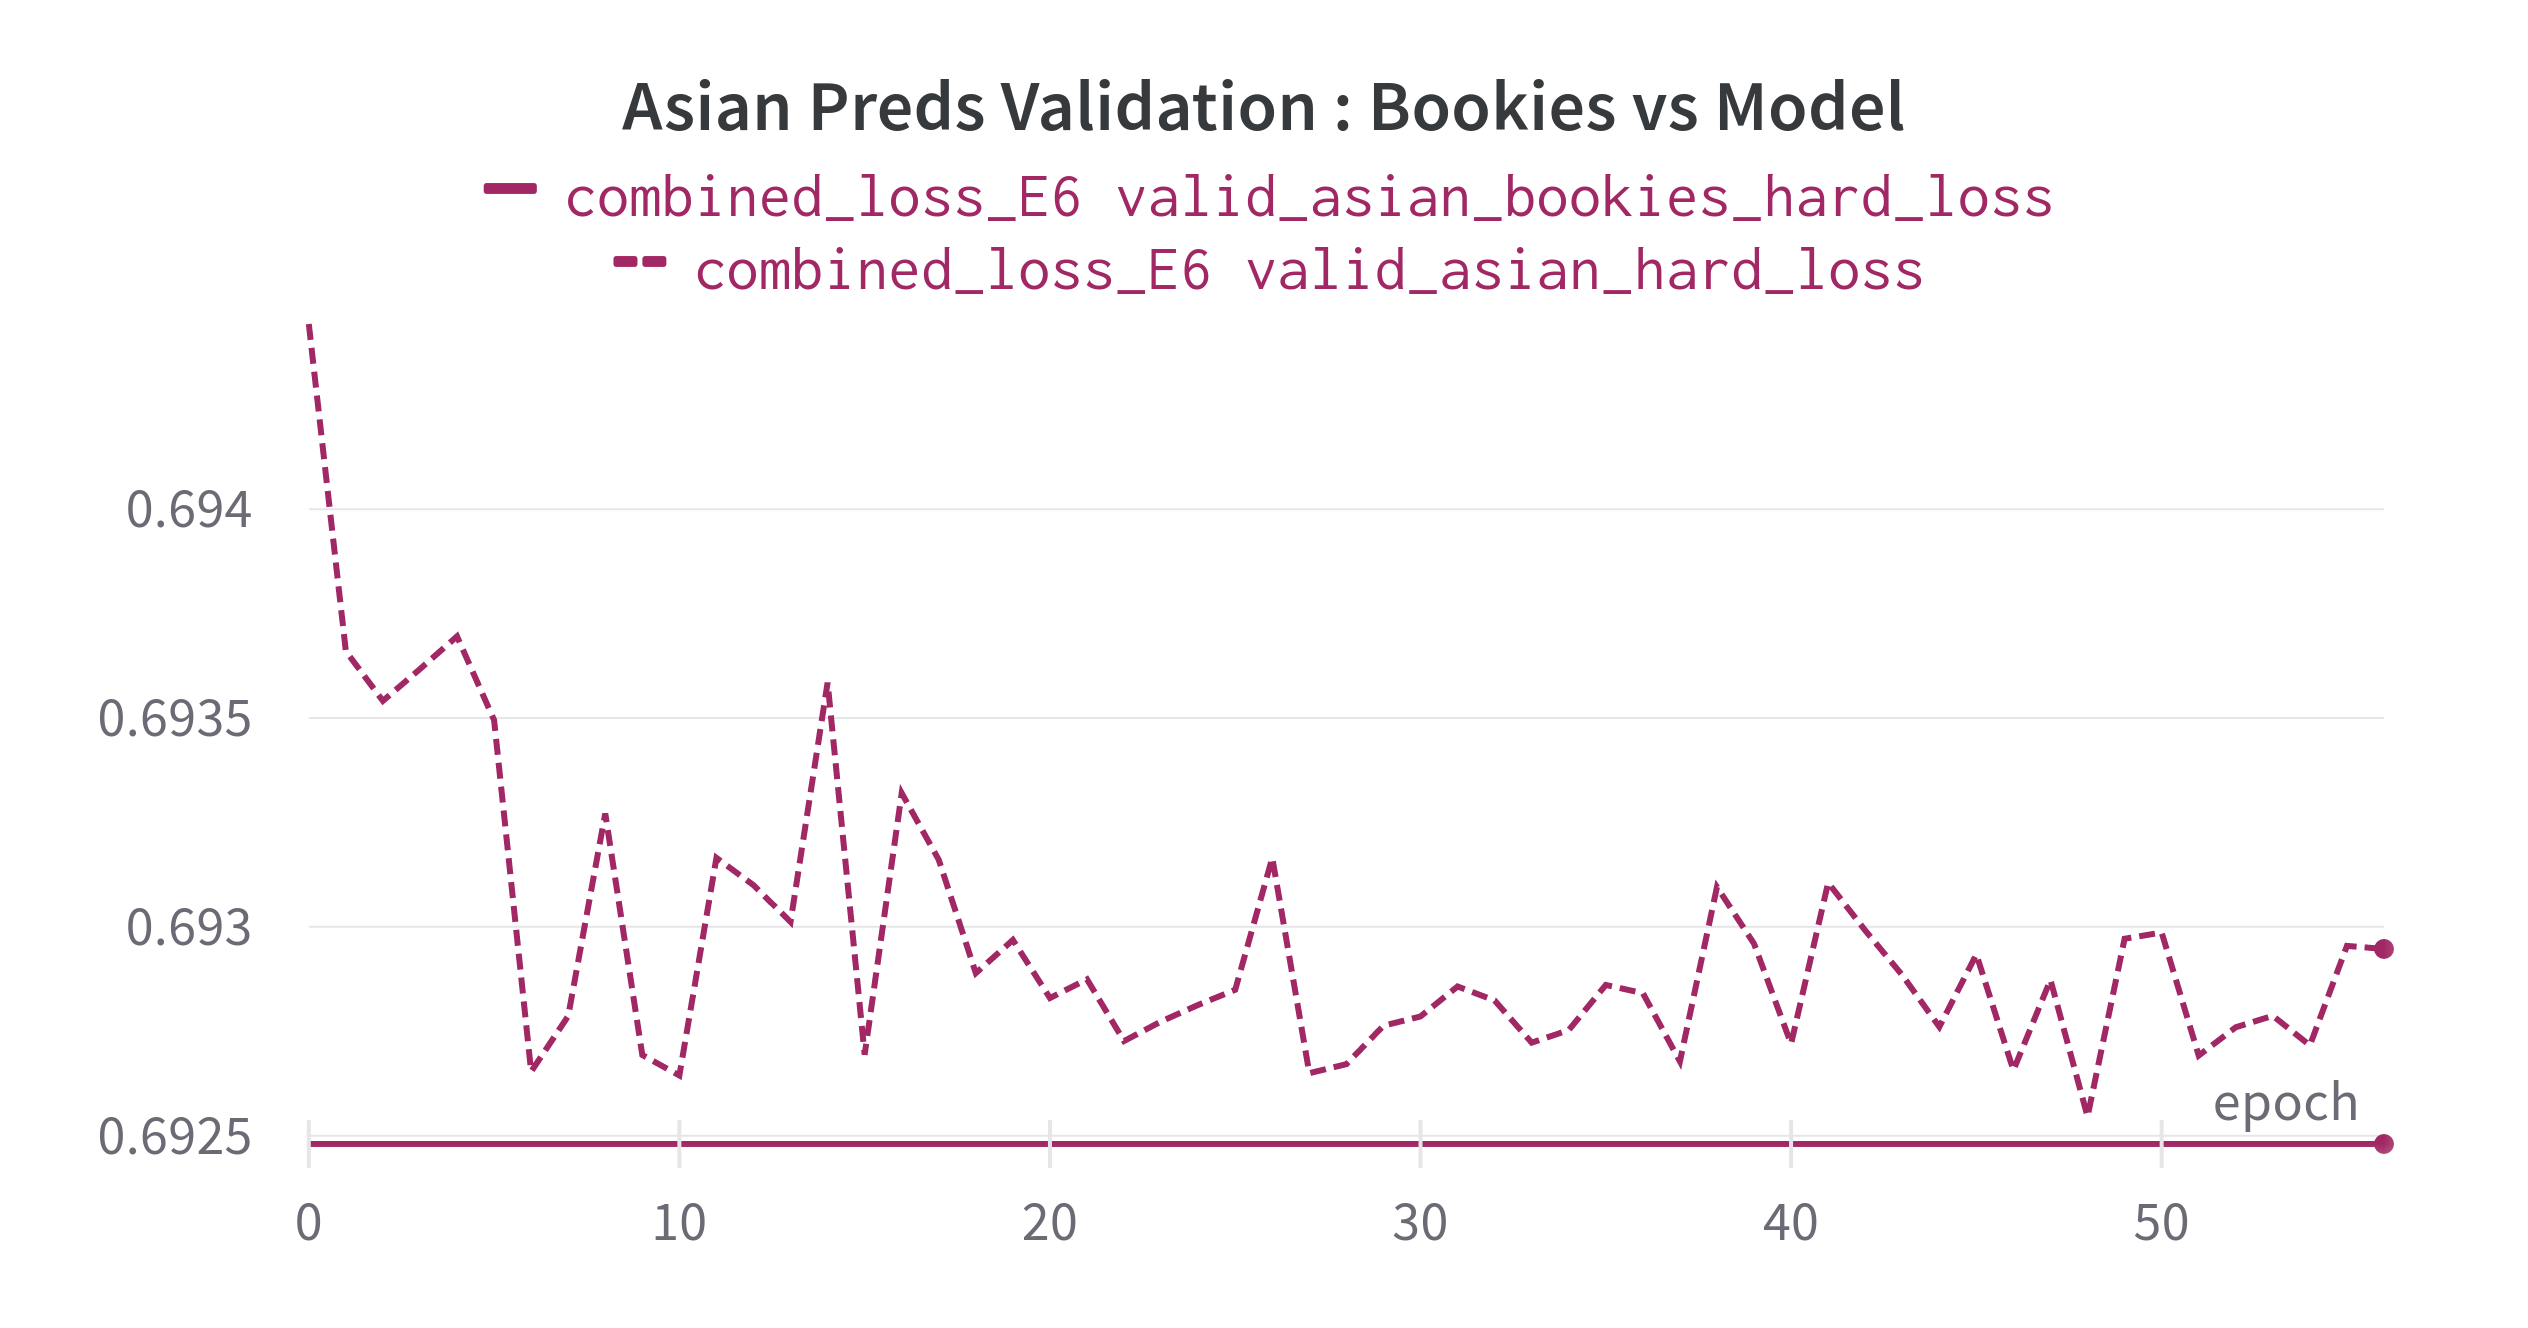 Asian Preds Validation : Bookies vs Model
combined_loss_E6 valid_asian_bookies_hard_loss
combined_loss_E6 valid_asian_hard_loss
0.694
0.6935
0.693
0.6925
epoch
0 10 20 30 40 50